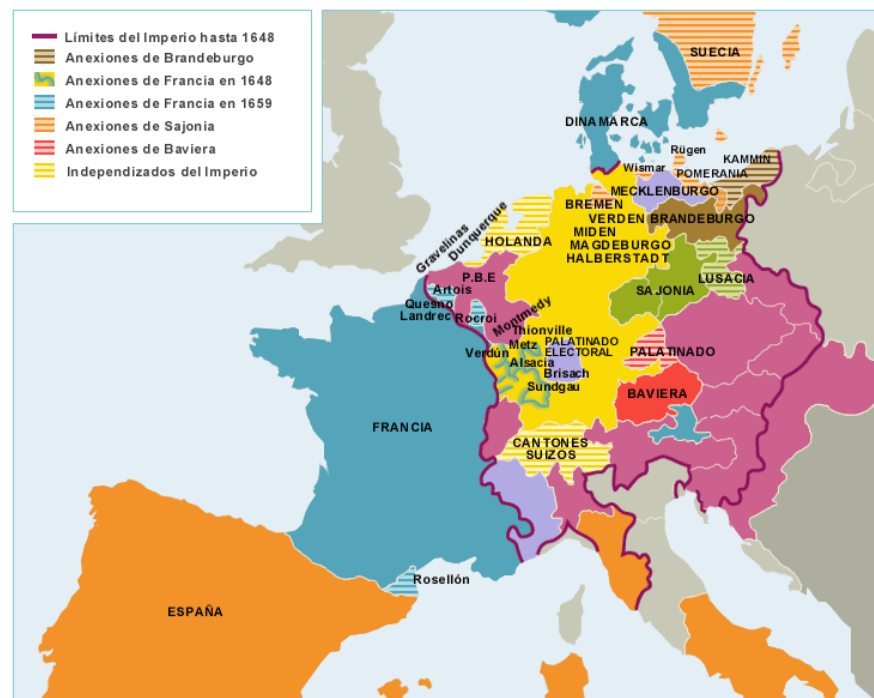 Límites del Imperio hasta 1648
Anexiones de Brandeburgo
Anexiones de Francia en 1648
Anexiones de Francia en 1659
Anexiones de Sajonia
Anexiones de Baviera
Independizados del Imperio
SUECIA
DINAMARCA
Rügen
Wismar
KAMMIN
POMERANIA
MECKLENBURGO
BREMEN
VERDEN
BRANDEBURGO
MIDEN
MAGDEBURGO
HALBERSTADT
Gravelinas
Dunquerque
HOLANDA
P.B.E
Artois
Quesno
Landrec
Rocroi
Montmedy
SAJONIA
LUSACIA
Thionville
Metz
Verdún
PALATINADO
ELECTORAL
Alsacia
Brisach
Sundgau
PALATINADO
BAVIERA
FRANCIA
CANTONES
SUIZOS
Rosellón
ESPAÑA